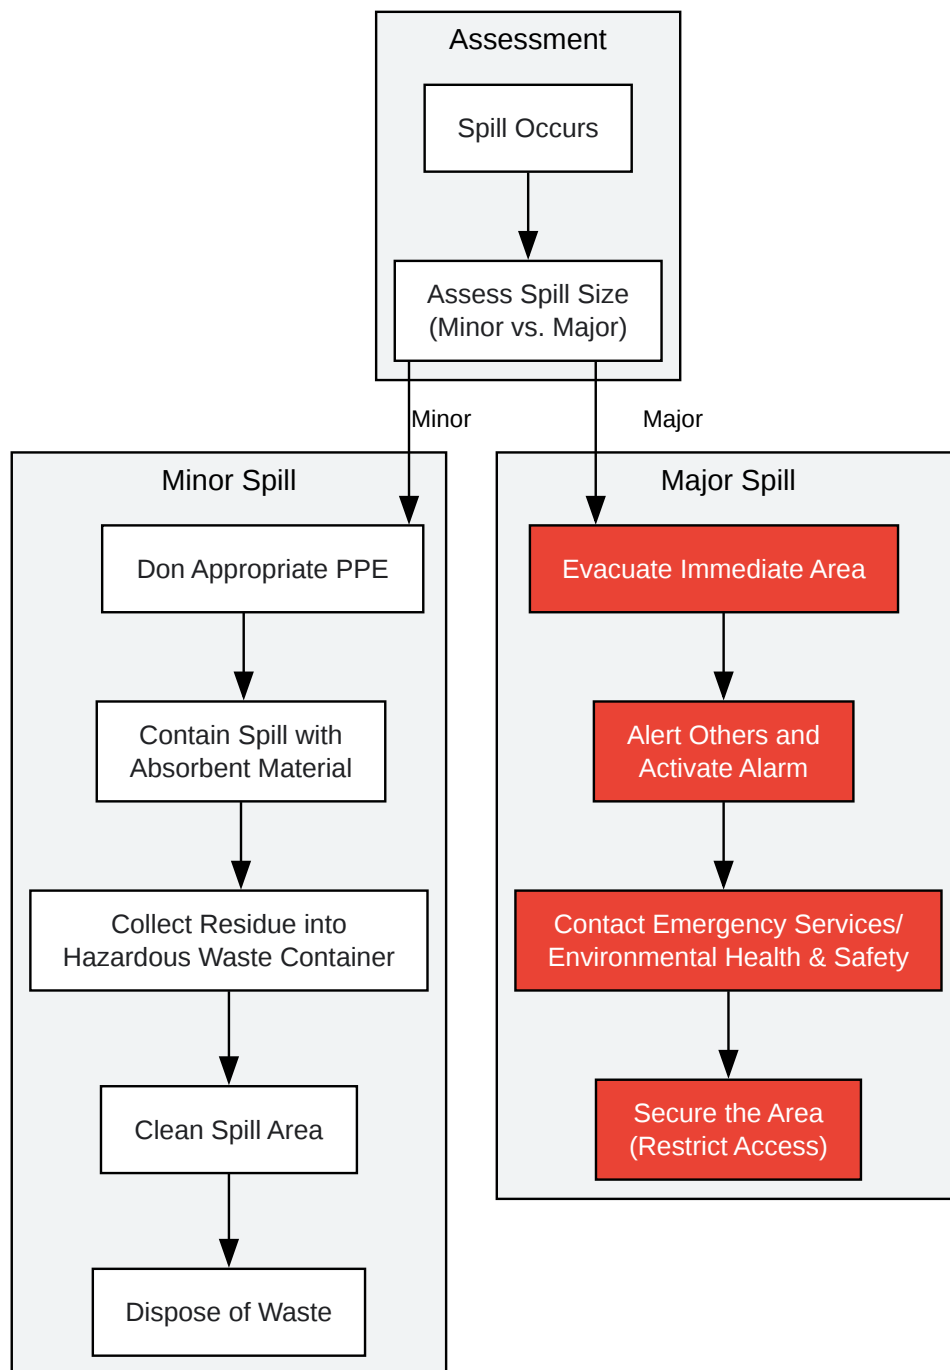 Assessment
Spill Occurs
Assess Spill Size
(Minor vs. Major)
Minor
Major
Minor Spill
Don Appropriate PPE
Contain Spill with
Absorbent Material
Collect Residue into
Hazardous Waste Container
Clean Spill Area
Dispose of Waste
Major Spill
Evacuate Immediate Area
Alert Others and
Activate Alarm
Contact Emergency Services/
Environmental Health & Safety
Secure the Area
(Restrict Access)